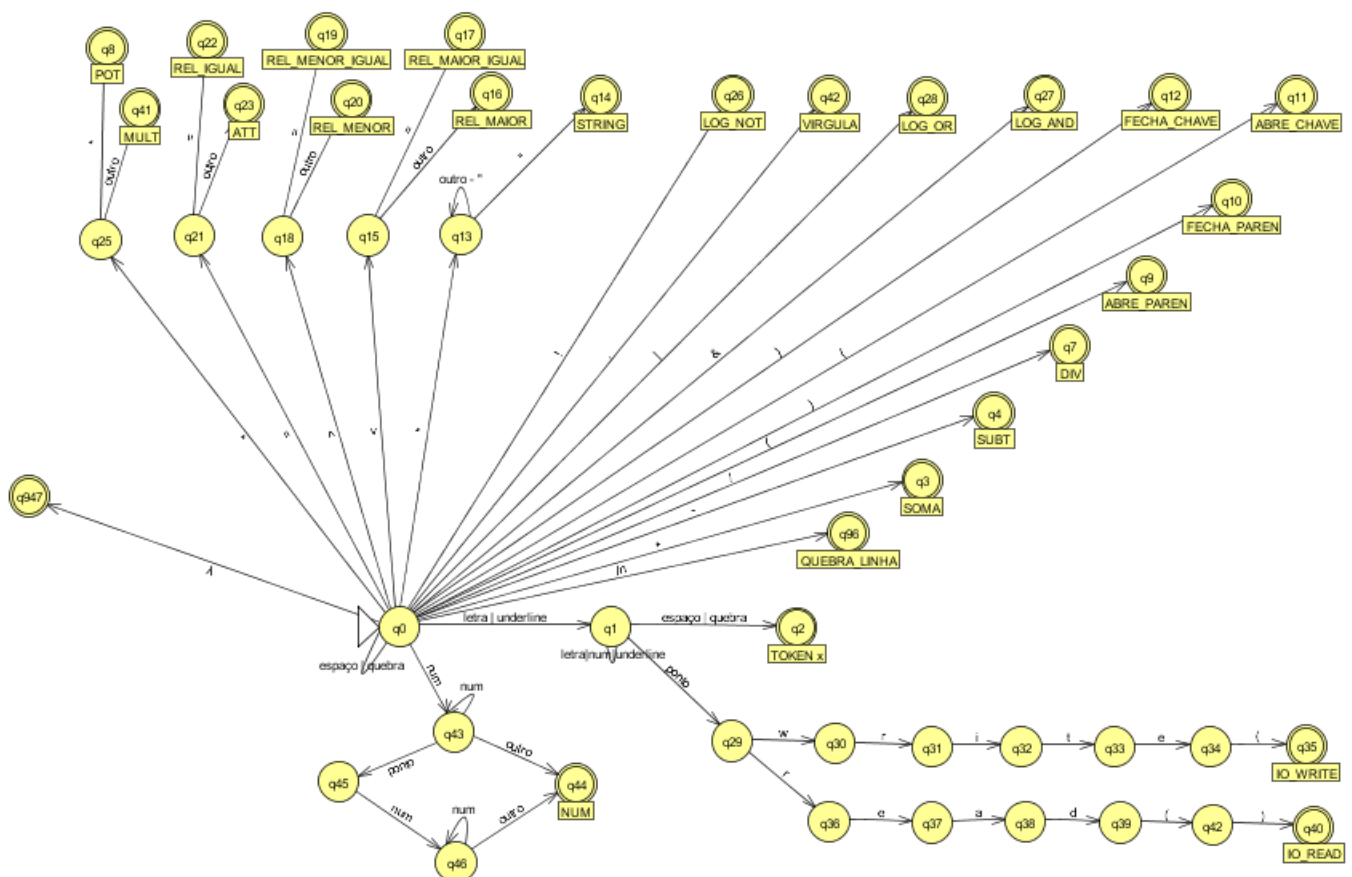 q8
POT
q22
REL_IGUAL
q19
REL_MENOR_IGUAL
q17
REL_MAIOR_IGUAL
q41
MULT
q23
ATT
q20
REL_MENOR
q16
REL_MAIOR
q14
STRING
q26
LOG_NOT
q42
VIRGULA
q28
LOG_OR
q27
LOG_AND
q12
FECHA_CHAVE
q11
ABRE_CHAVE
outro
outro
outro
outro
outro - "
"
q25
q21
q18
q15
q13
q10
FECHA_PAREN
q9
ABRE_PAREN
q7
DIV
q4
SUBT
q3
SOMA
q96
QUEBRA_LINHA
!
|
&
}
{
)
(
-
+
\n
q947
λ
q0
espaço | quebra
letra | underline
q1
letra|num|underline
espaço | quebra
q2
TOKEN x
num
ponto
q43
num
ponto
outro
q45
q44
NUM
num
num
outro
q46
q29
w
q30
r
q31
i
q32
t
q33
e
q34
(
q35
IO_WRITE
r
q36
e
q37
a
q38
d
q39
(
q42
)
q40
IO_READ